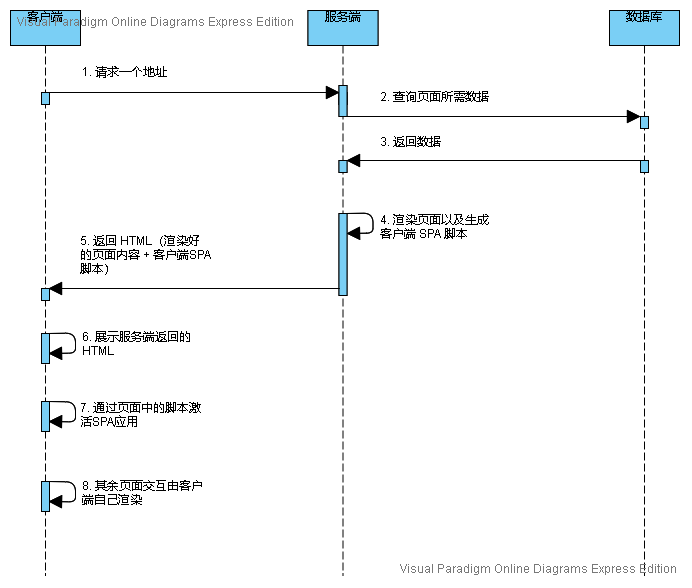 Visual Paradigm Online Diagrams Express Edition
客户端
服务端
数据库
1. 请求一个地址
2. 查询页面所需数据
3. 返回数据
4. 渲染页面以及生成
客户端 SPA 脚本
5. 返回 HTML（渲染好
的页面内容 + 客户端SPA
脚本）
6. 展示服务端返回的
HTML
7. 通过页面中的脚本激
活SPA应用
8. 其余页面交互由客户
端自己渲染
Visual Paradigm Online Diagrams Express Edition